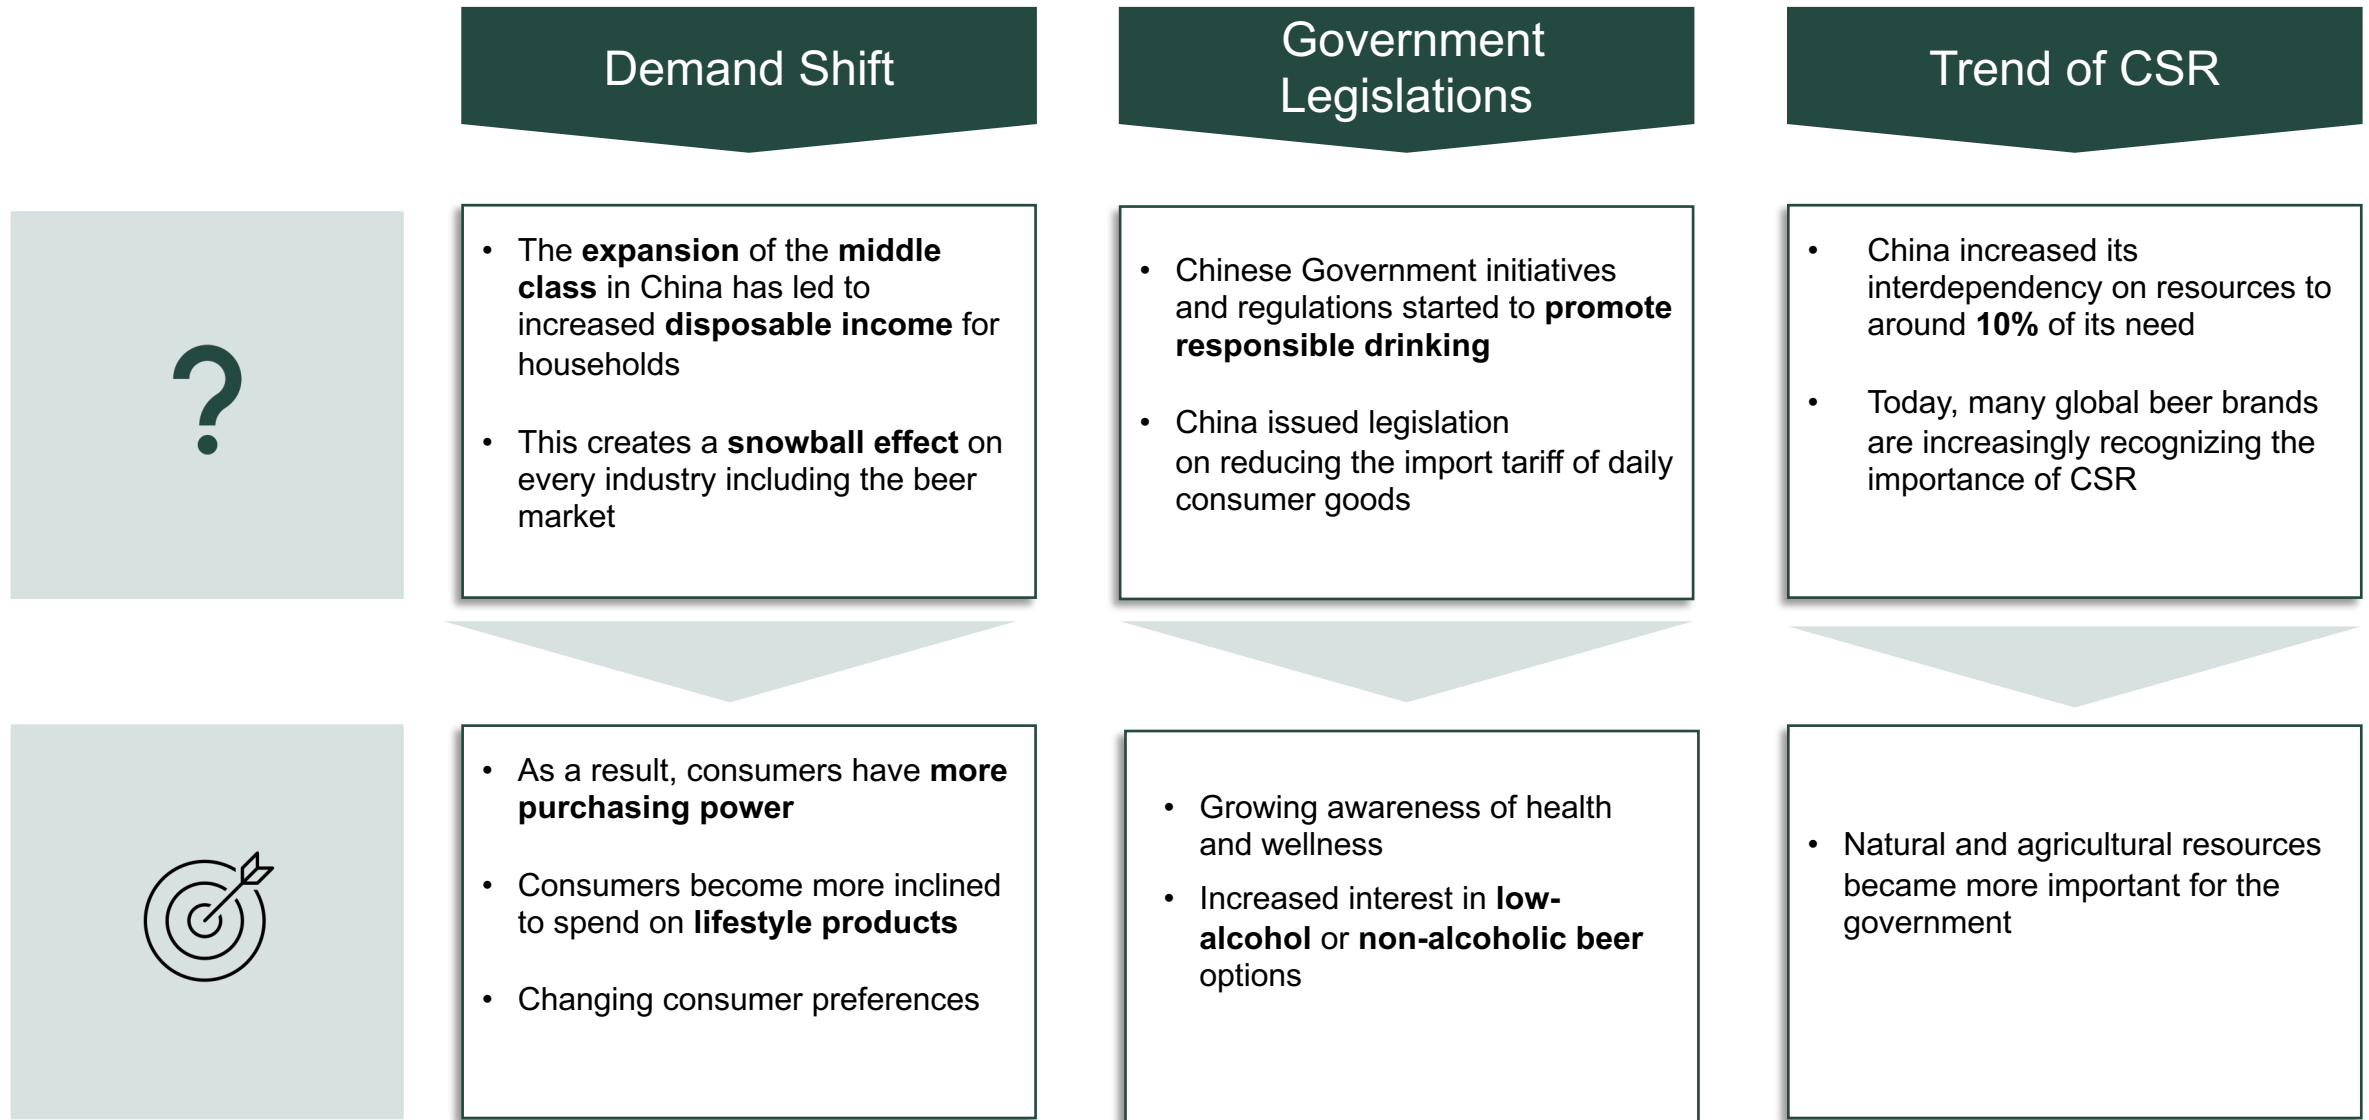 Demand Shift
Government
Legislations
Trend of CSR
?
• The expansion of the middle
class in China has led to
increased disposable income for
households
• This creates a snowball effect on
every industry including the beer
market
• Chinese Government initiatives
and regulations started to promote
responsible drinking
• China issued legislation
on reducing the import tariff of daily
consumer goods
• China increased its
interdependency on resources to
around 10% of its need
• Today, many global beer brands
are increasingly recognizing the
importance of CSR
• As a result, consumers have more
purchasing power
• Consumers become more inclined
to spend on lifestyle products
• Changing consumer preferences
• Growing awareness of health
and wellness
• Increased interest in low-
alcohol or non-alcoholic beer
options
• Natural and agricultural resources
became more important for the
government